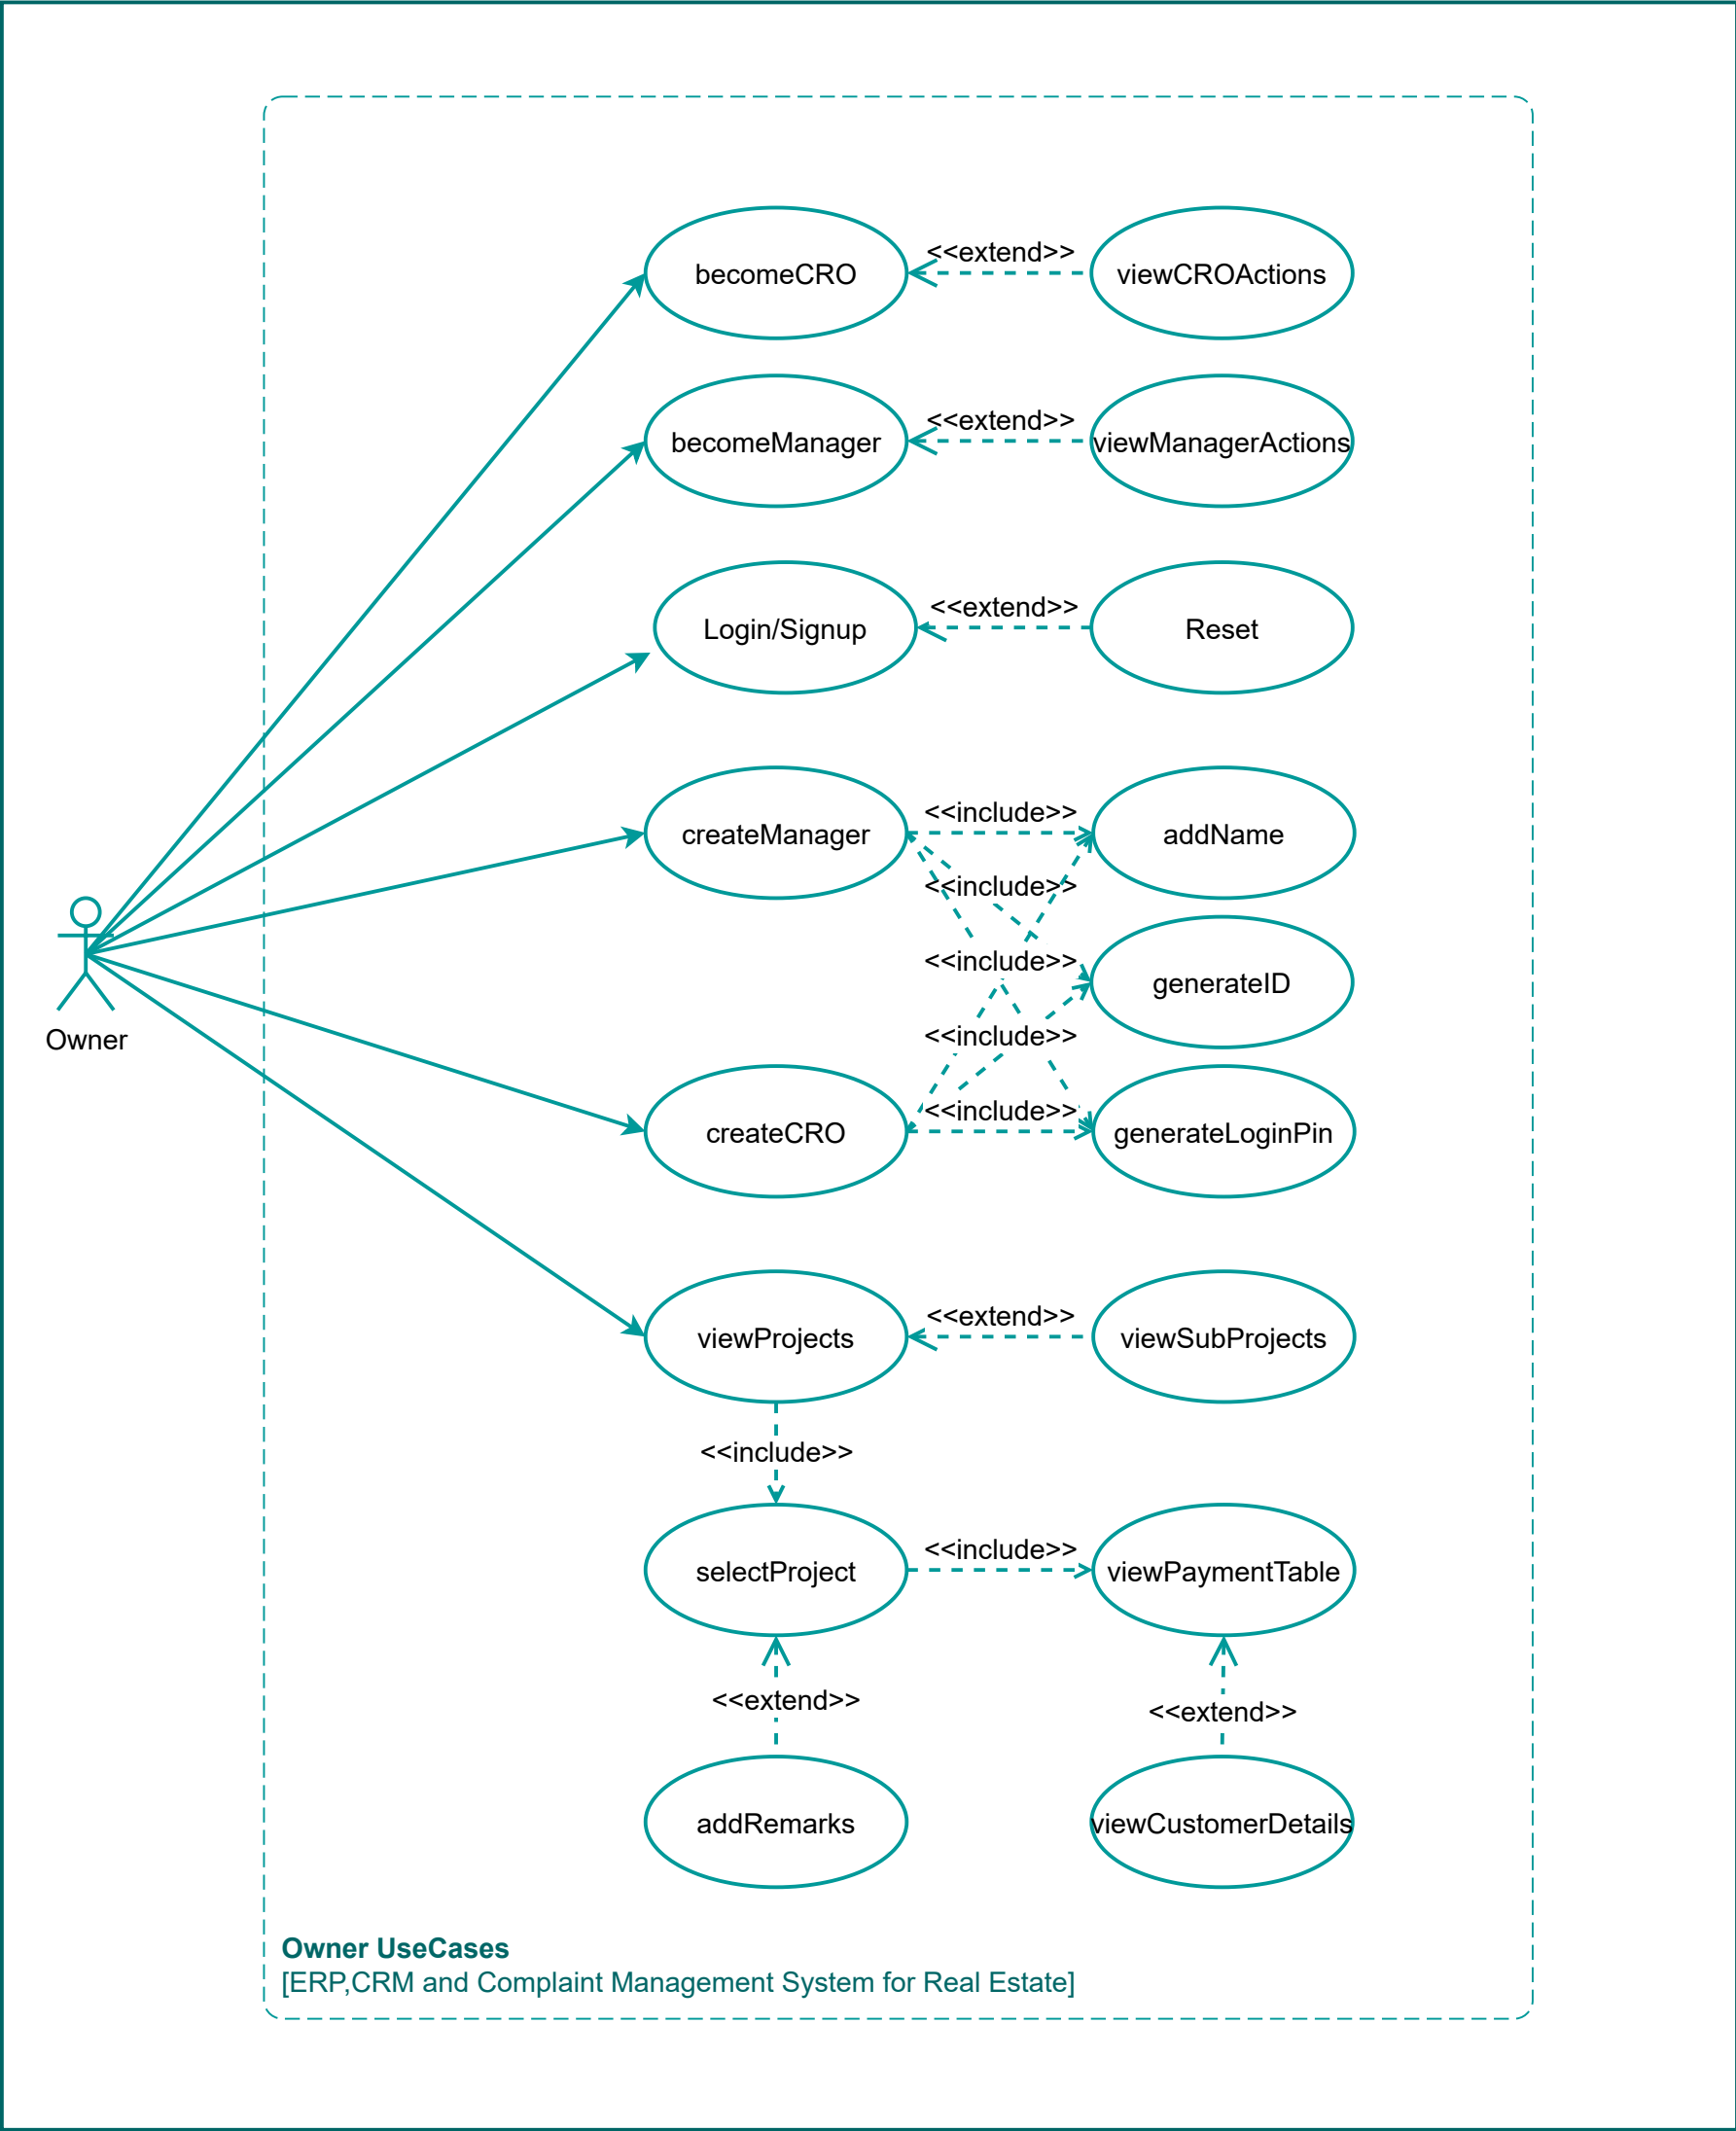 becomeCRO
<<extend>>
viewCROActions
becomeManager
<<extend>>
viewManagerActions
Login/Signup
<<extend>>
Reset
createManager
<<include>>
addName
<<include>>
<<include>>
generateID
Owner
<<include>>
createCRO
<<include>>
generateLoginPin
viewProjects
<<extend>>
viewSubProjects
<<include>>
selectProject
<<include>>
viewPaymentTable
<<extend>>
<<extend>>
addRemarks
viewCustomerDetails
Owner UseCases
[ERP,CRM and Complaint Management System for Real Estate]